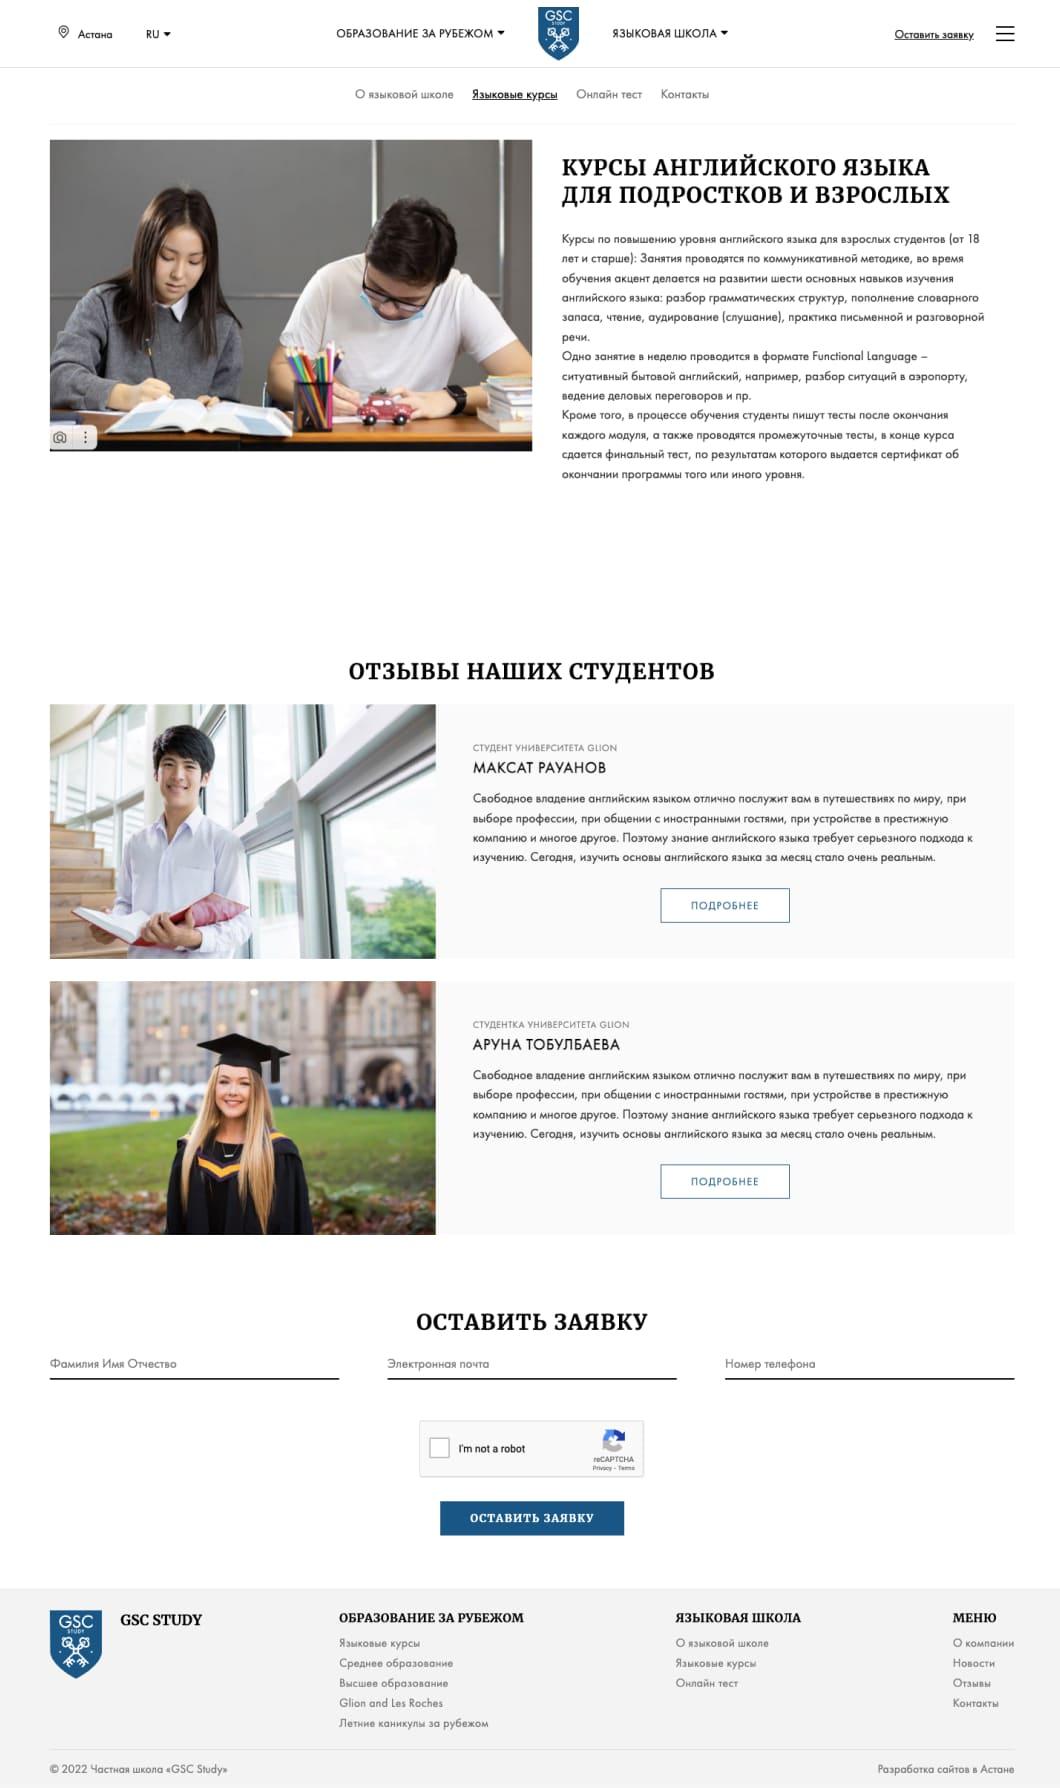 Астана
RU
ОБРАЗОВАНИЕ ЗА РУБЕЖОМ
GSC
STUDY
ЯЗЫКОВАЯ ШКОЛА
Оставить заявку
О языковой школе
Языковые курсы
Онлайн тест
Контакты
КУРСЫ АНГЛИЙСКОГО ЯЗЫКА
ДЛЯ ПОДРОСТКОВ И ВЗРОСЛЫХ
Курсы по повышению уровня английского языка для взрослых студентов (от 18
лет и старше): Занятия проводятся по коммуникативной методике, во время
обучения акцент делается на развитии шести основных навыков изучения
английского языка: разбор грамматических структур, пополнение словарного
запаса, чтение, аудирование (слушание), практика письменной и разговорной
речи.
Одно занятие в неделю проводится в формате Functional Language –
ситуативный бытовой английский, например, разбор ситуаций в аэропорту,
ведение деловых переговоров и пр.
Кроме того, в процессе обучения студенты пишут тесты после окончания
каждого модуля, а также проводятся промежуточные тесты, в конце курса
сдается финальный тест, по результатам которого выдается сертификат об
окончании программы того или иного уровня.
ОТЗЫВЫ НАШИХ СТУДЕНТОВ
СТУДЕНТ УНИВЕРСИТЕТА GLION
МАКСАТ РАУАНОВ
Свободное владение английским языком отлично послужит вам в путешествиях по миру, при
выборе профессии, при общении с иностранными гостями, при устройстве в престижную
компанию и многое другое. Поэтому знание английского языка требует серьезного подхода к
изучению. Сегодня, изучить основы английского языка за месяц стало очень реальным.
ПОДРОБНЕЕ
СТУДЕНТКА УНИВЕРСИТЕТА GLION
АРУНА ТОБУЛБАЕВА
Свободное владение английским языком отлично послужит вам в путешествиях по миру, при
выборе профессии, при общении с иностранными гостями, при устройстве в престижную
компанию и многое другое. Поэтому знание английского языка требует серьезного подхода к
изучению. Сегодня, изучить основы английского языка за месяц стало очень реальным.
ПОДРОБНЕЕ
ОСТАВИТЬ ЗАЯВКУ
Фамилия Имя Отчество
Электронная почта
Номер телефона
I'm not a robot
reCAPTCHA
Privacy - Terms
ОСТАВИТЬ ЗАЯВКУ
GSC
STUDY
GSC STUDY
ОБРАЗОВАНИЕ ЗА РУБЕЖОМ
Языковые курсы
Среднее образование
Высшее образование
Glion and Les Roches
Летние каникулы за рубежом
ЯЗЫКОВАЯ ШКОЛА
О языковой школе
Языковые курсы
Онлайн тест
МЕНЮ
О компании
Новости
Отзывы
Контакты
© 2022 Частная школа «GSC Study»
Разработка сайтов в Астане